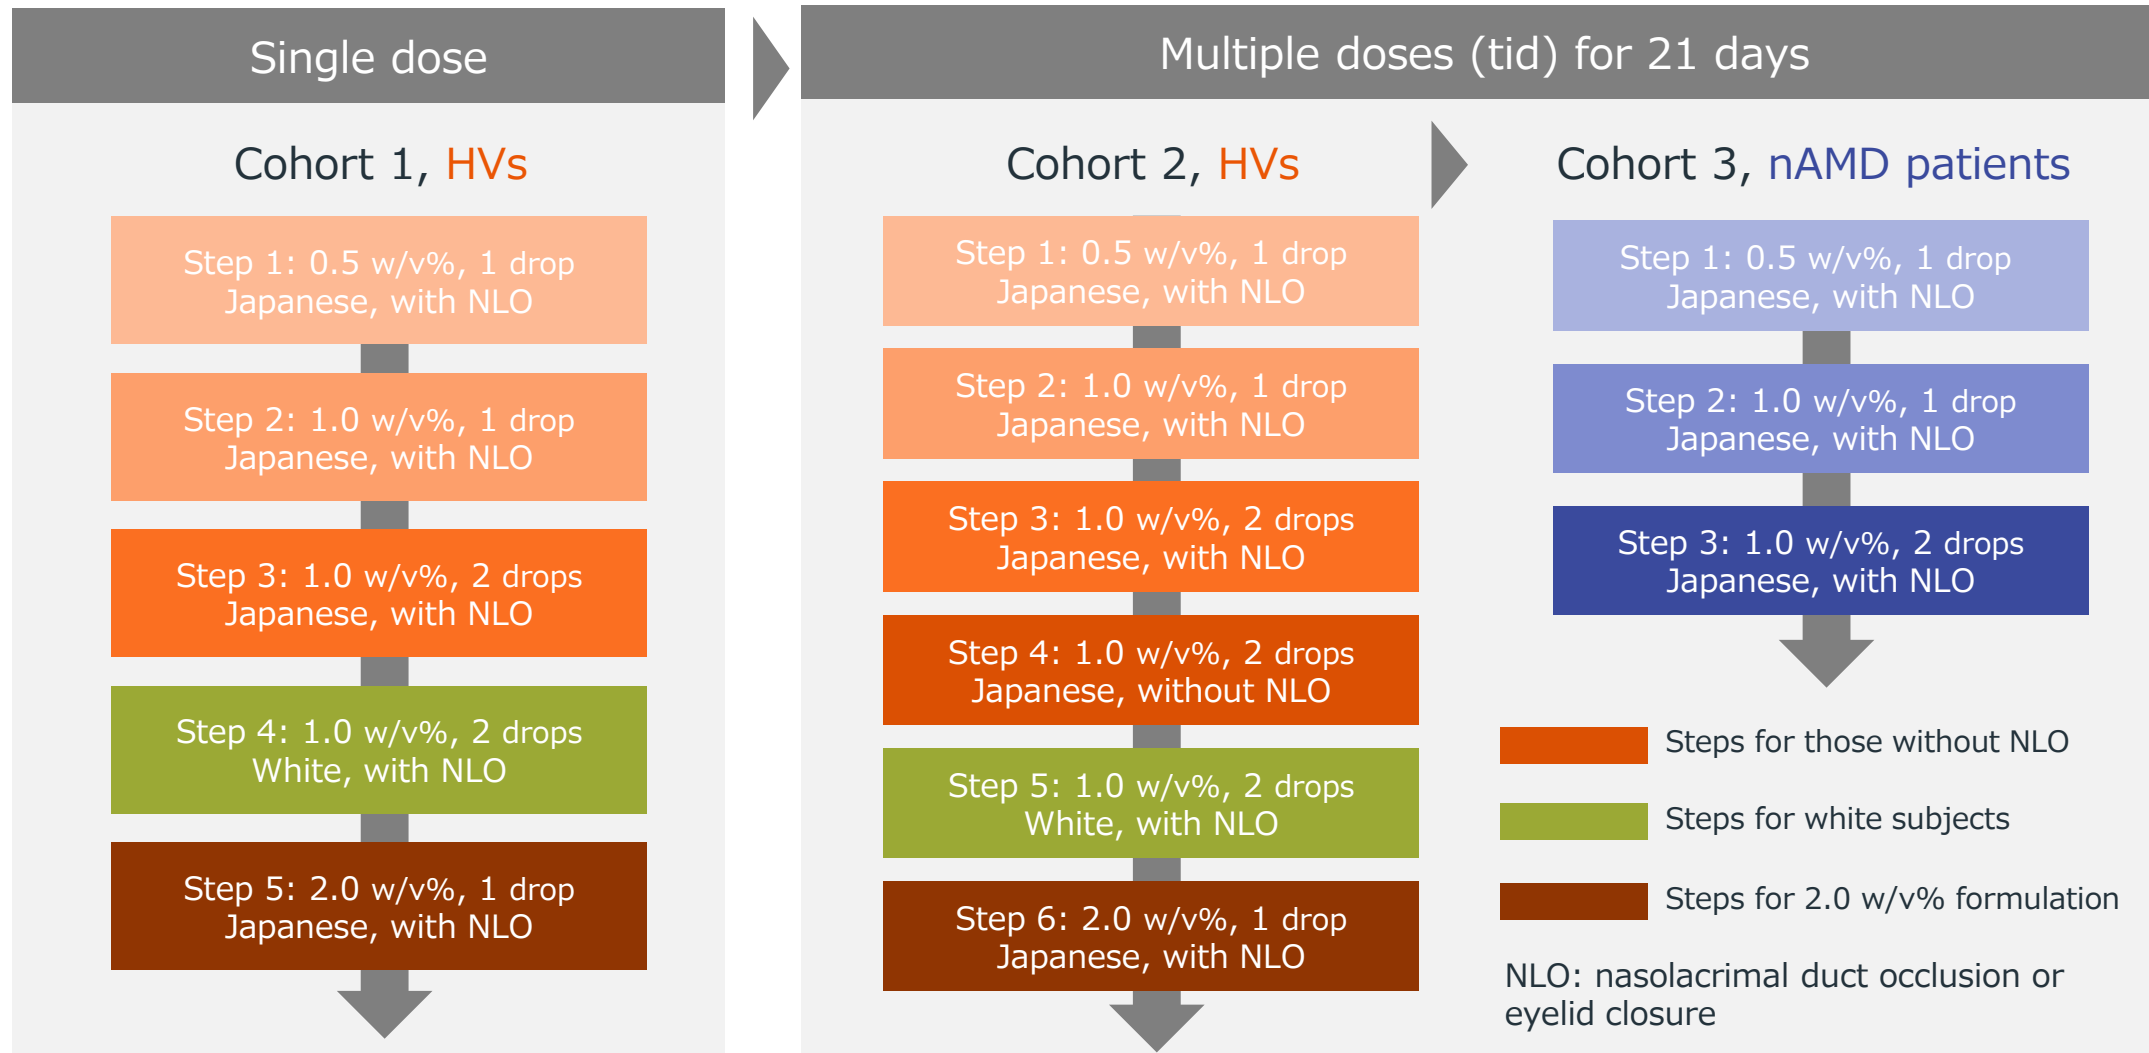 Single dose
Cohort 1, HVs
Step 1: 0.5 w/v%, 1 drop
Japanese, with NLO
Step 2: 1.0 w/v%, 1 drop
Japanese, with NLO
Step 3: 1.0 w/v%, 2 drops
Japanese, with NLO
Step 4: 1.0 w/v%, 2 drops
White, with NLO
Step 5: 2.0 w/v%, 1 drop
Japanese, with NLO
Multiple doses (tid) for 21 days
Cohort 2, HVs
Step 1: 0.5 w/v%, 1 drop
Japanese, with NLO
Step 2: 1.0 w/v%, 1 drop
Japanese, with NLO
Step 3: 1.0 w/v%, 2 drops
Japanese, with NLO
Step 4: 1.0 w/v%, 2 drops
Japanese, without NLO
Step 5: 1.0 w/v%, 2 drops
White, with NLO
Step 6: 2.0 w/v%, 1 drop
Japanese, with NLO
Cohort 3, nAMD patients
Step 1: 0.5 w/v%, 1 drop
Japanese, with NLO
Step 2: 1.0 w/v%, 1 drop
Japanese, with NLO
Step 3: 1.0 w/v%, 2 drops
Japanese, with NLO
Steps for those without NLO
Steps for white subjects
Steps for 2.0 w/v% formulation
NLO: nasolacrimal duct occlusion or
eyelid closure